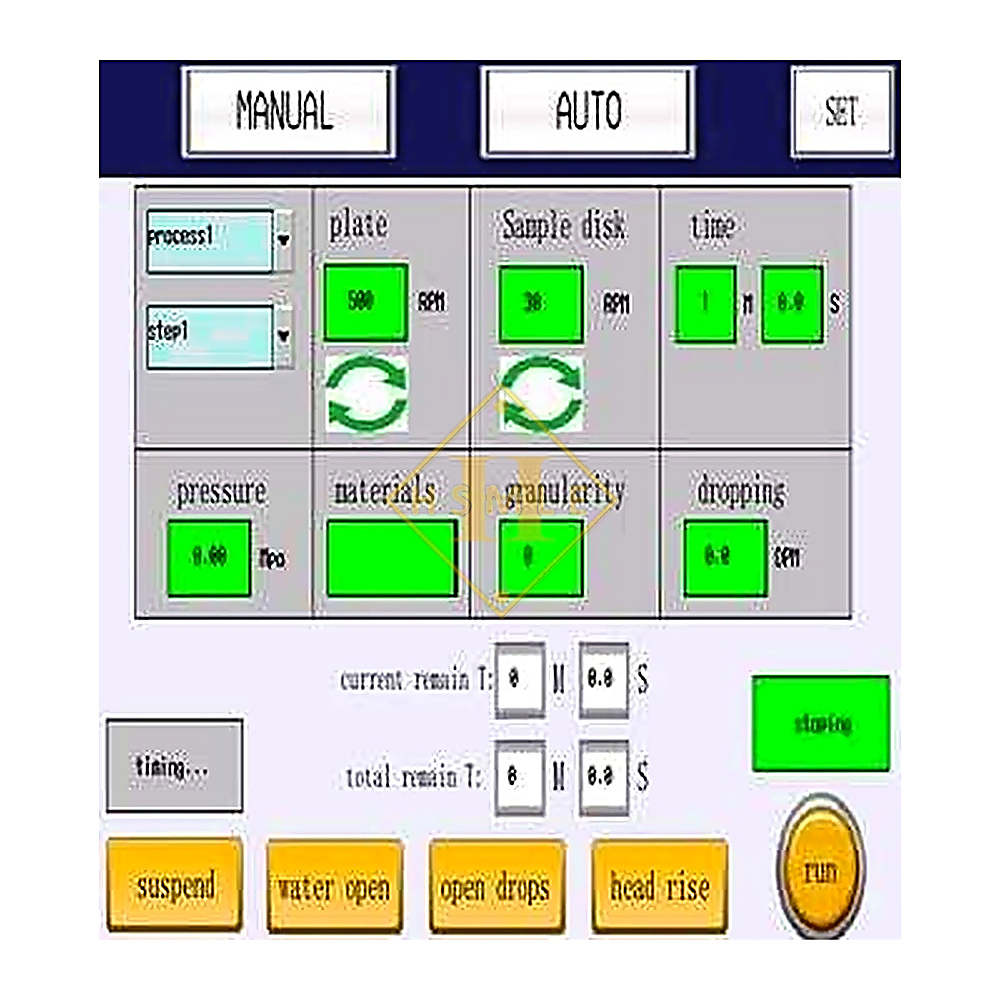 MANUAL AUTO SET
process1 plate Sample disk time
500 RPM 30 RPM 1 M 0.0 S
step1
pressure materials granularity dropping
0.00 Mpa 0 0.0
current remain T: 0 M 0.0 S
timing...
total remain T: 0 M 0.0 S
suspend water open open drops head rise run